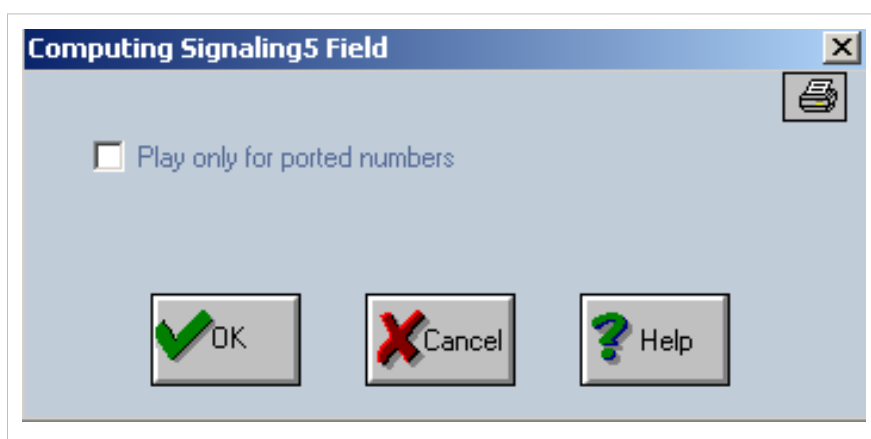 Computing Signaling5 Field
Play only for ported numbers
OK
Cancel
Help